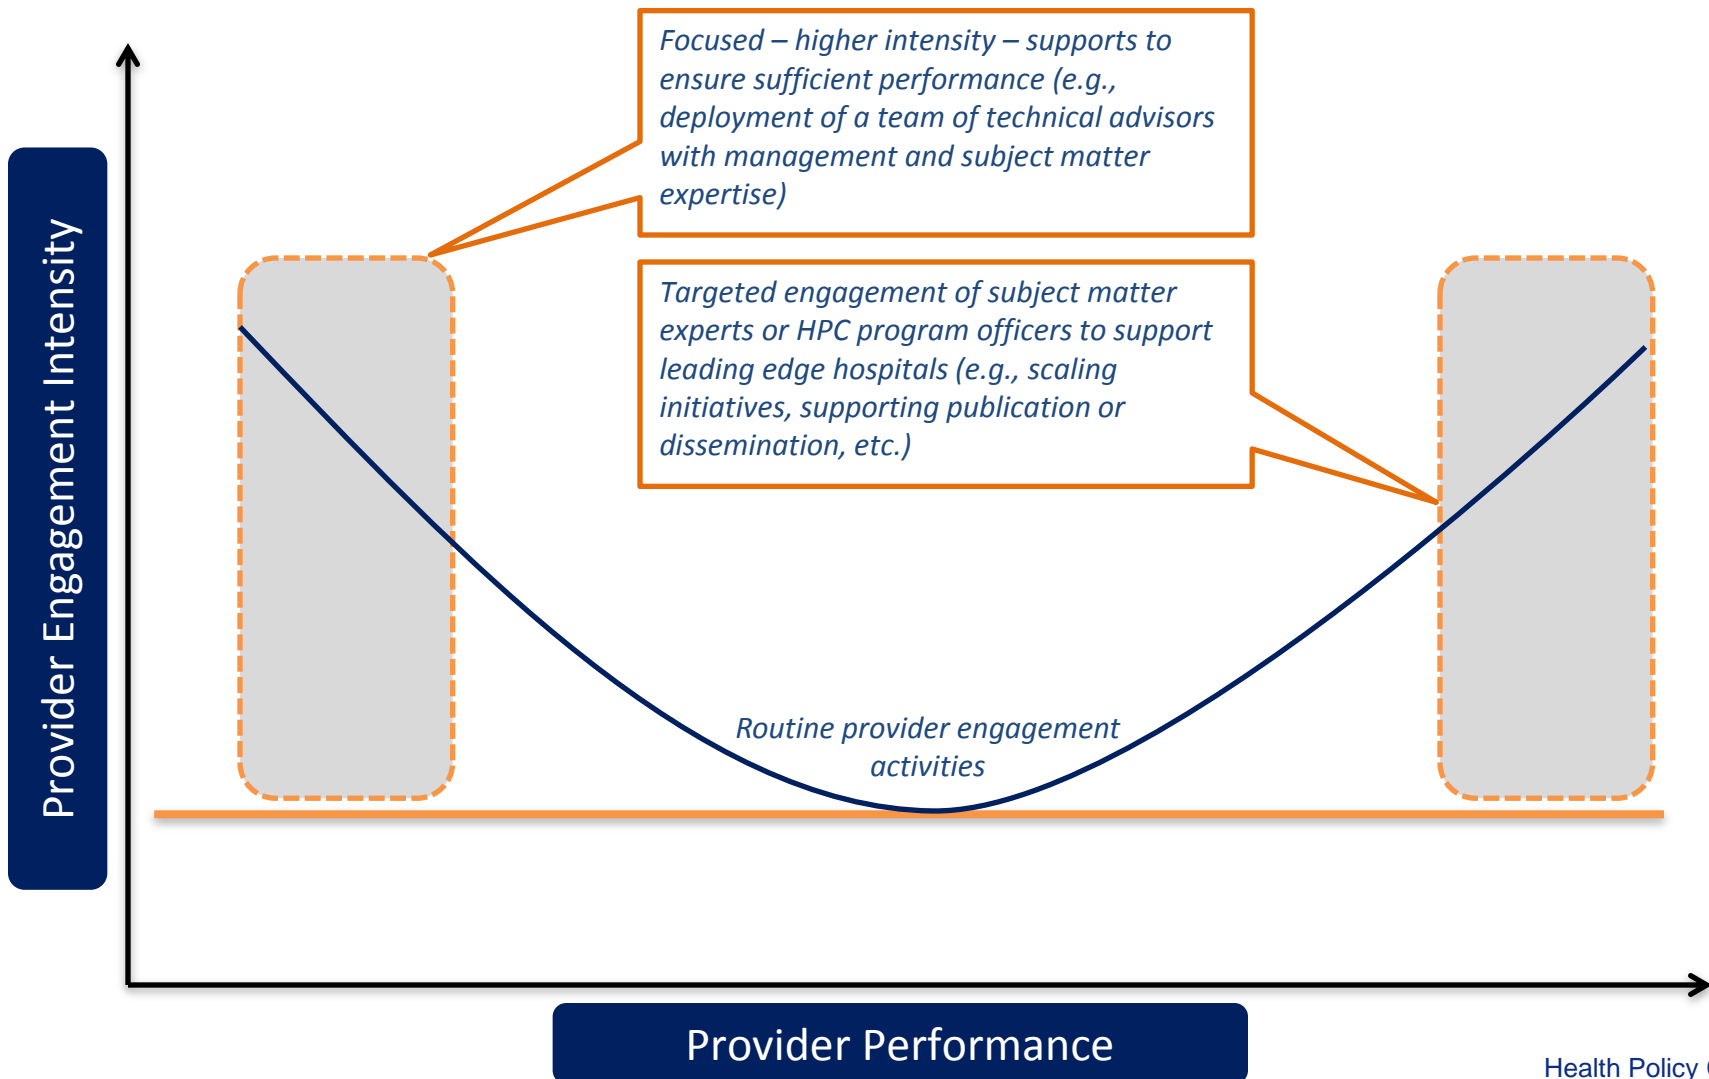 Focused – higher intensity – supports to
ensure sufficient performance (e.g.,
deployment of a team of technical advisors
with management and subject matter
expertise)
Targeted engagement of subject matter
experts or HPC program officers to support
leading edge hospitals (e.g., scaling
initiatives, supporting publication or
dissemination, etc.)
Provider Engagement Intensity
Routine provider engagement
activities
Provider Performance
Health Policy